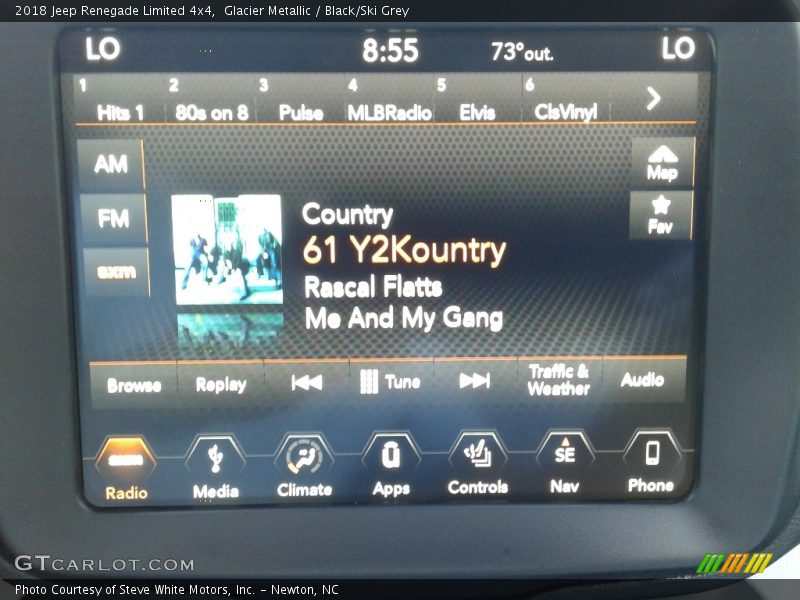 2018 Jeep Renegade Limited 4x4,  Glacier Metallic / Black/Ski Grey
LO 8:55 73° out. LO
1 2 3 4 5 6
Hits 1 80s on 8 Pulse MLBRadio Elvis ClsVinyl
AM
Map
FM
Fav
sxm
Country
61 Y2Kountry
Rascal Flatts
Me And My Gang
Browse Replay Tune Traffic & Weather Audio
sxm SE
Radio Media Climate Apps Controls Nav Phone
GTCARLOT.COM
Photo Courtesy of Steve White Motors, Inc. – Newton, NC